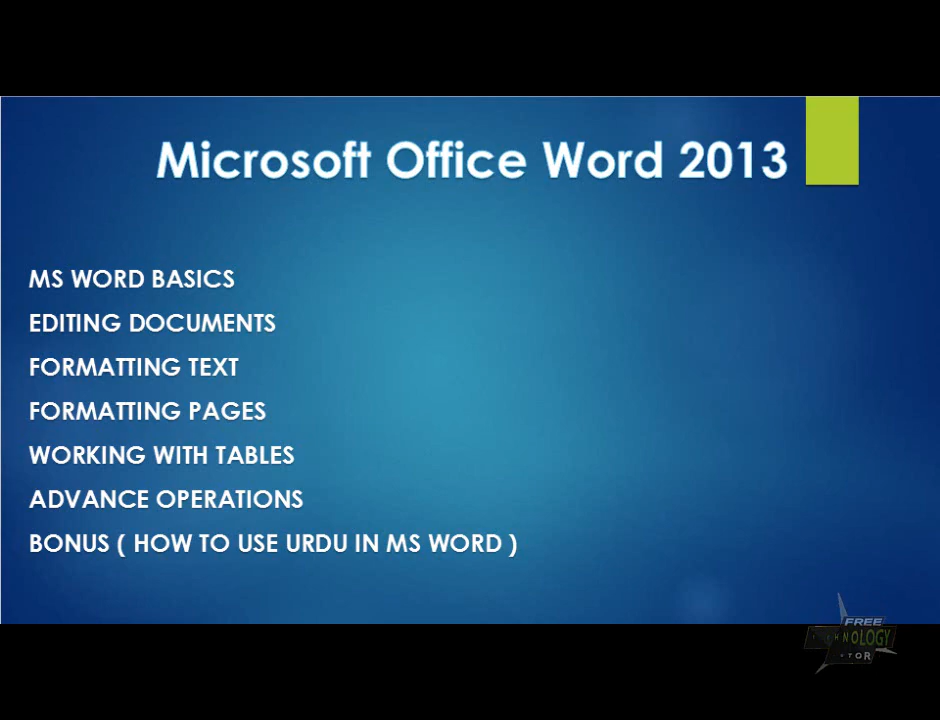 Microsoft Office Word 2013
MS WORD BASICS
EDITING DOCUMENTS
FORMATTING TEXT
FORMATTING PAGES
WORKING WITH TABLES
ADVANCE OPERATIONS
BONUS ( HOW TO USE URDU IN MS WORD )
FREE